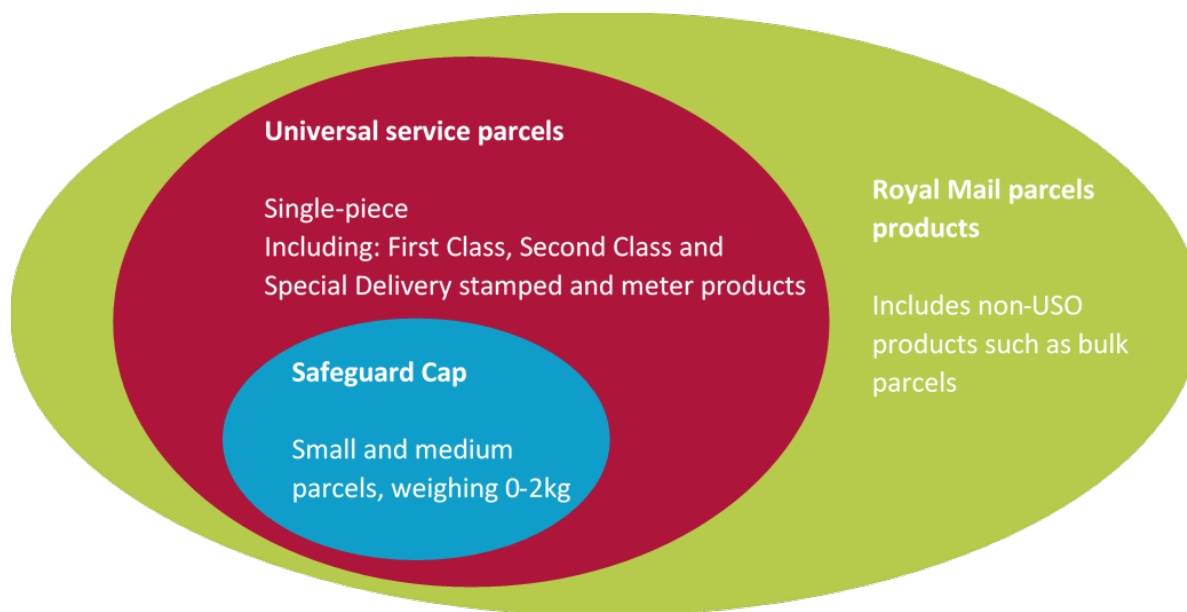 Universal service parcels
Single-piece
Including: First Class, Second Class and
Special Delivery stamped and meter products
Safeguard Cap
Small and medium
parcels, weighing 0-2kg
Royal Mail parcels
products
Includes non-USO
products such as bulk
parcels